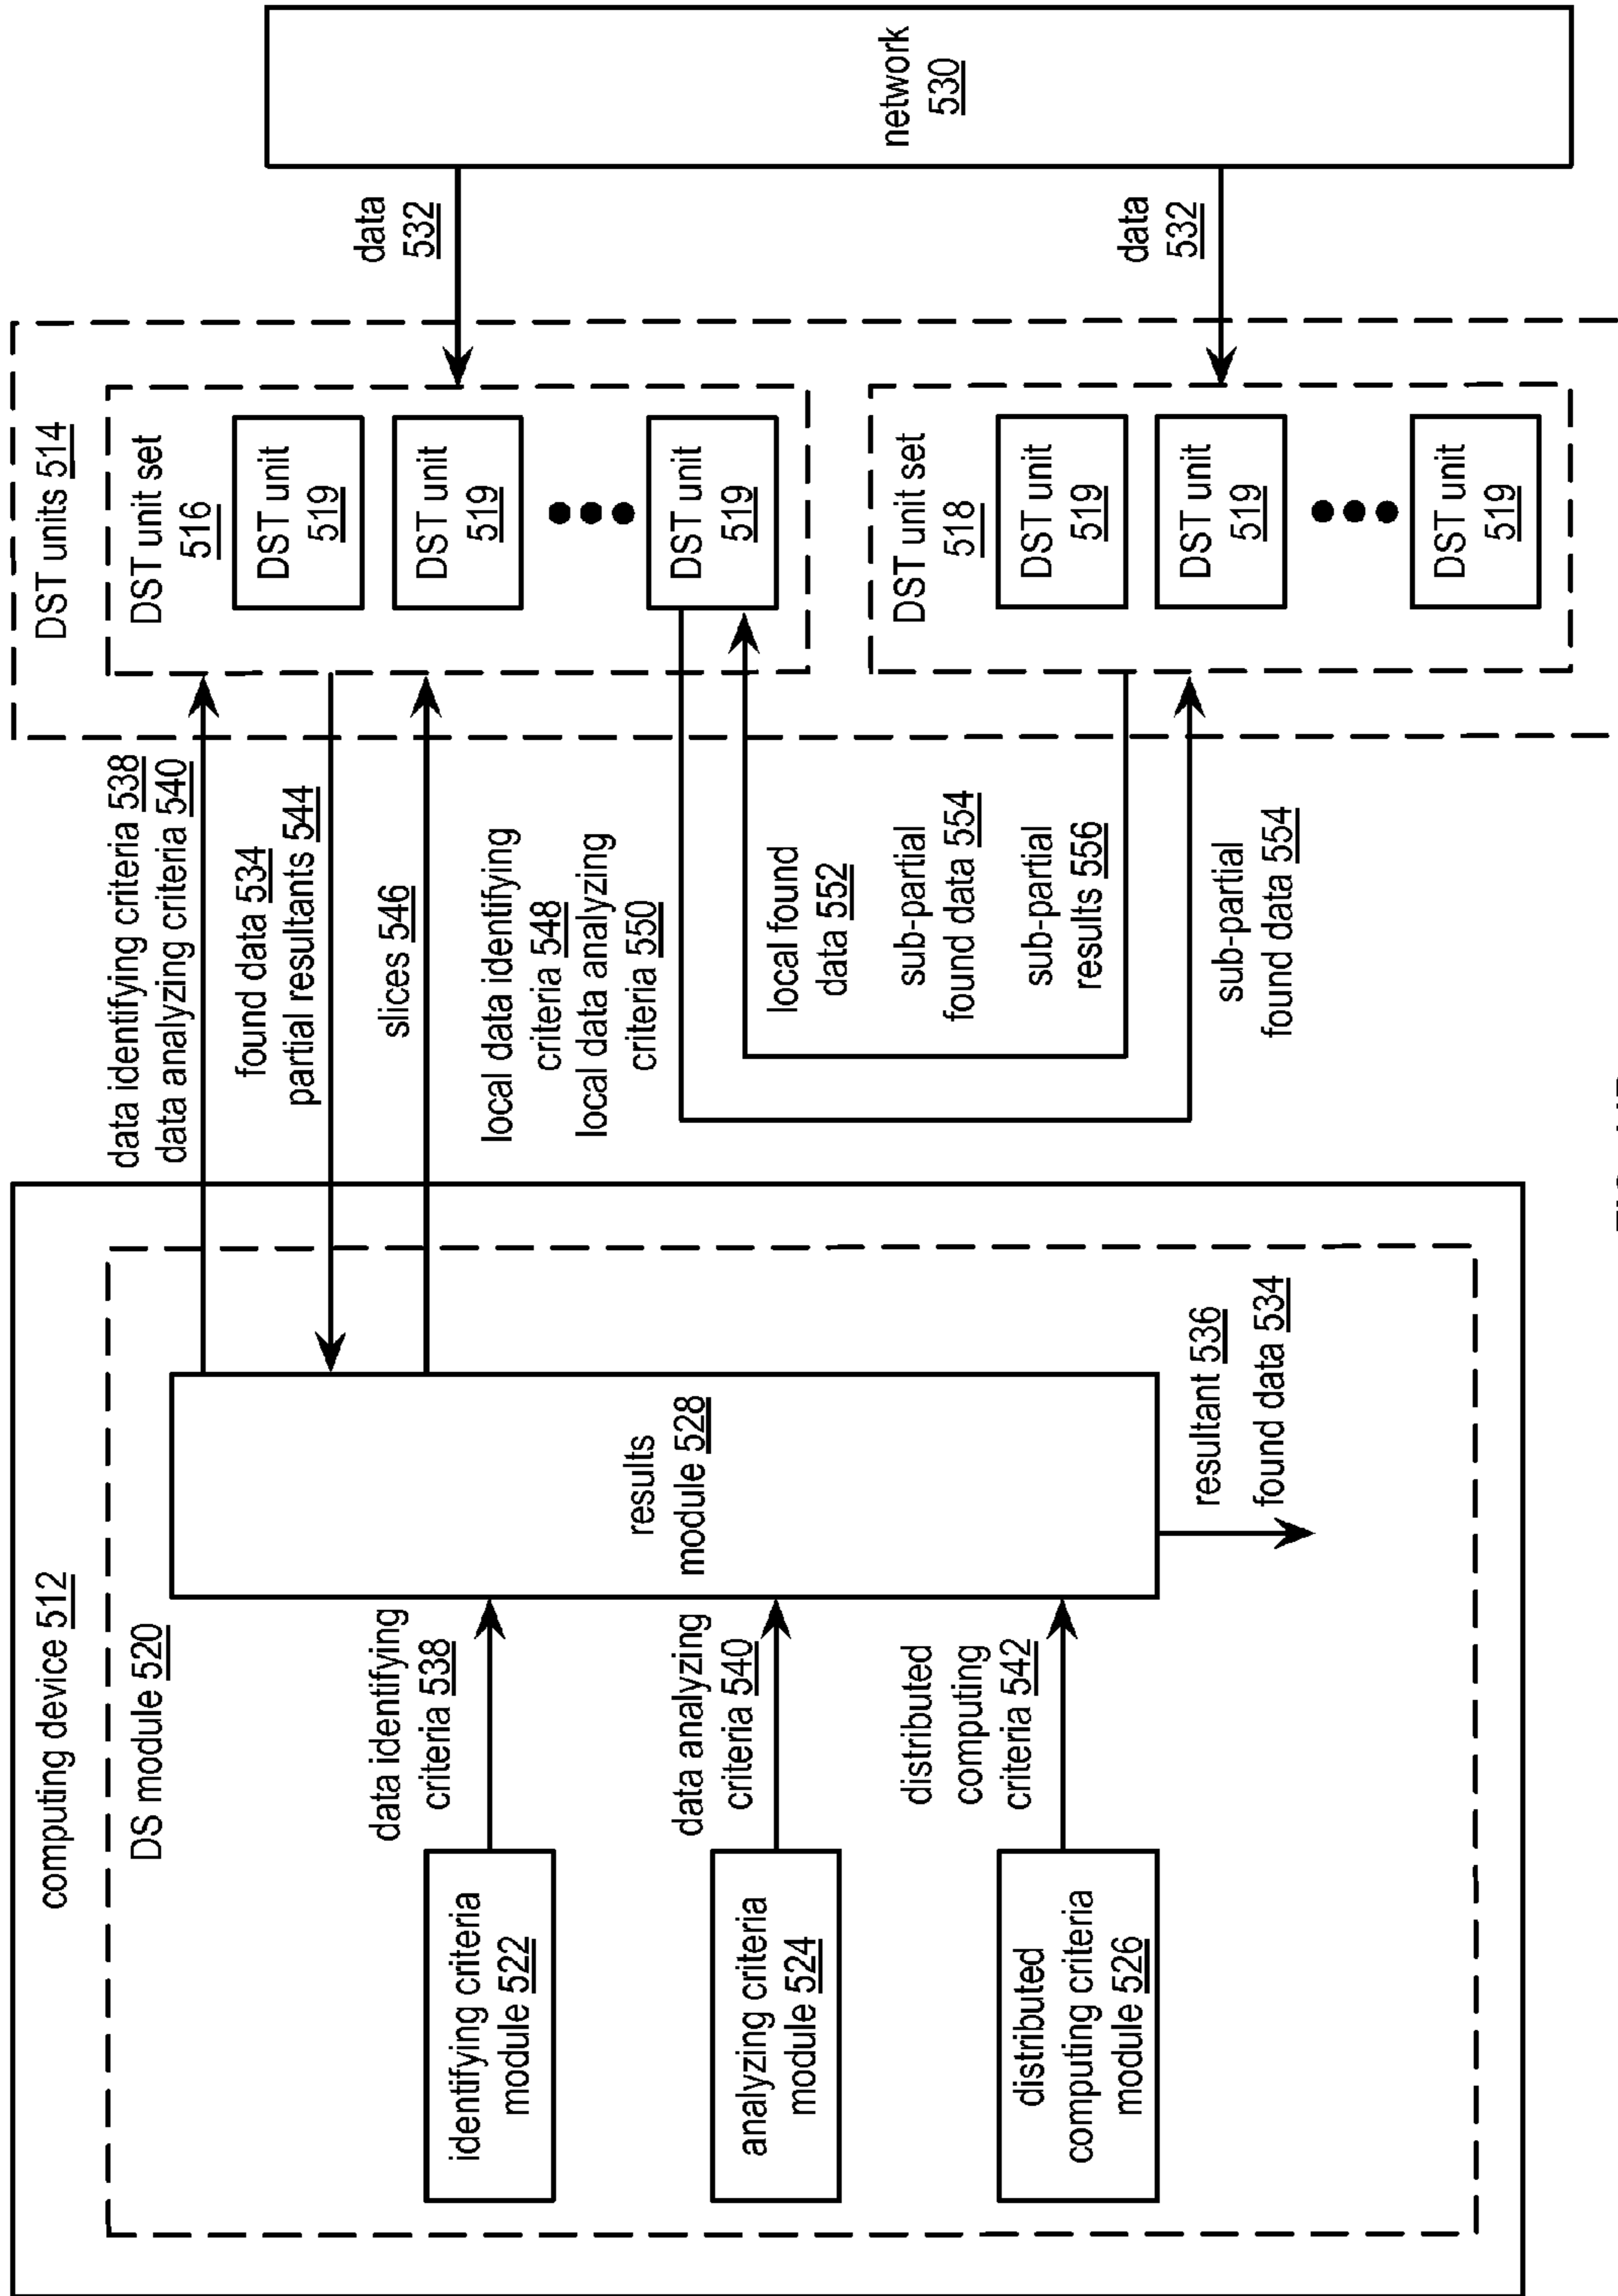 computing device 512
DS module 520
identifying criteria
module 522
data identifying
criteria 538
analyzing criteria
module 524
data analyzing
criteria 540
distributed
computing criteria
module 526
distributed
computing
criteria 542
results
module 528
resultant 536
found data 534
data identifying criteria 538
data analyzing criteria 540
found data 534
partial resultants 544
slices 546
local data identifying
criteria 548
local data analyzing
criteria 550
local found
data 552
sub-partial
found data 554
sub-partial
results 556
sub-partial
found data 554
DST units 514
DST unit set
516
DST unit
519
DST unit
519
DST unit
519
DST unit set
518
DST unit
519
DST unit
519
DST unit
519
data
532
data
532
network
530